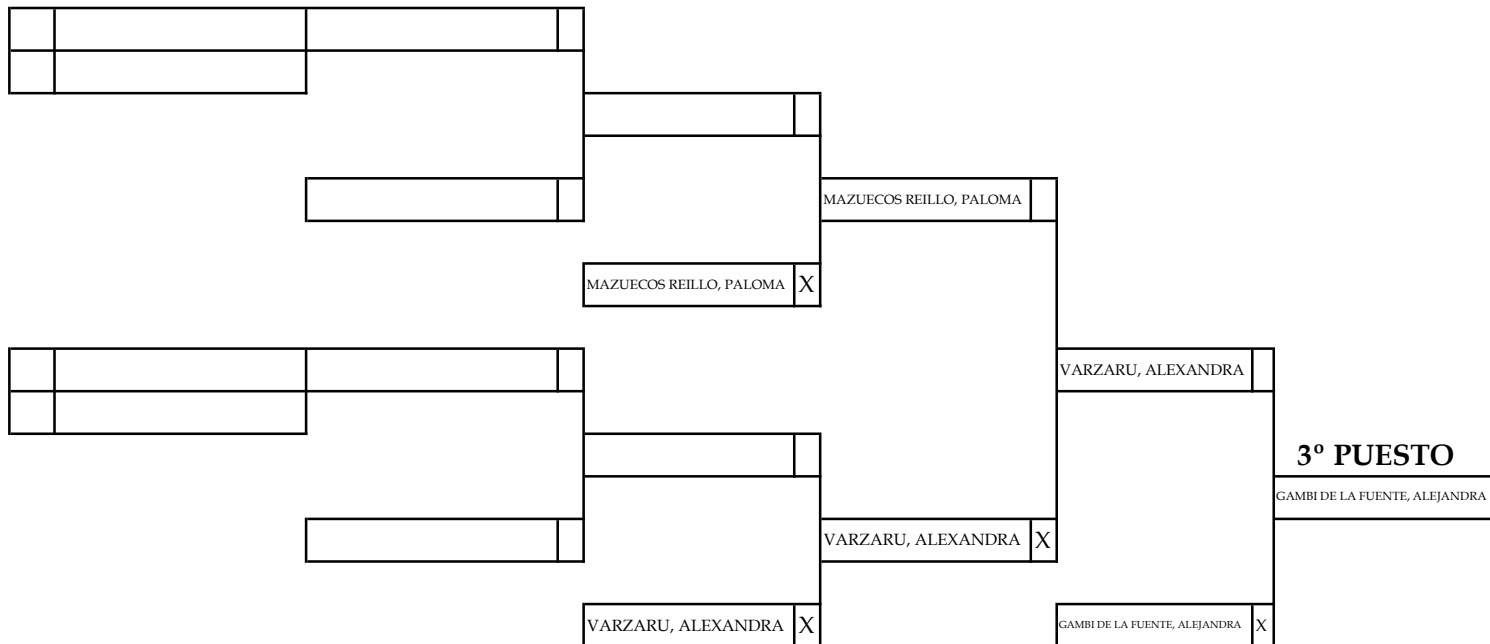 MAZUECOS REILLO, PALOMA
MAZUECOS REILLO, PALOMA X
VARZARU, ALEXANDRA
3º PUESTO
GAMBI DE LA FUENTE, ALEJANDRA
VARZARU, ALEXANDRA X
VARZARU, ALEXANDRA X
GAMBI DE LA FUENTE, ALEJANDRA X